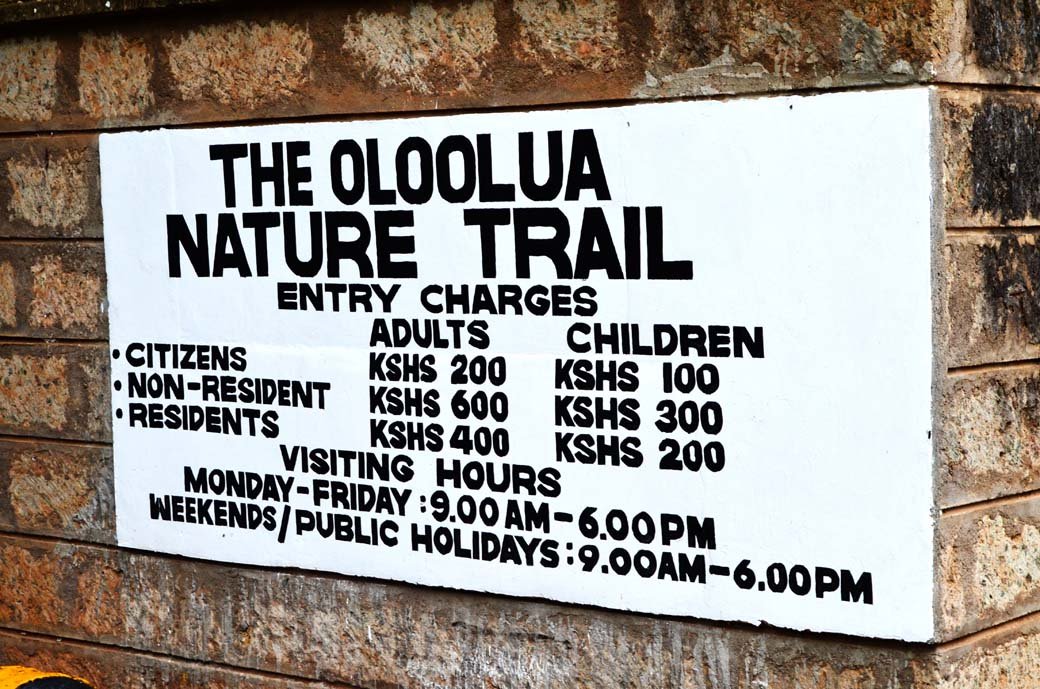 THE OLOOLUA
NATURE TRAIL
ENTRY CHARGES
ADULTS CHILDREN
• CITIZENS KSHS 200 KSHS 100
• NON-RESIDENT KSHS 600 KSHS 300
• RESIDENTS KSHS 400 KSHS 200
VISITING HOURS
MONDAY-FRIDAY : 9.00 AM - 6.00 PM
WEEKENDS/PUBLIC HOLIDAYS : 9.00AM - 6.00PM